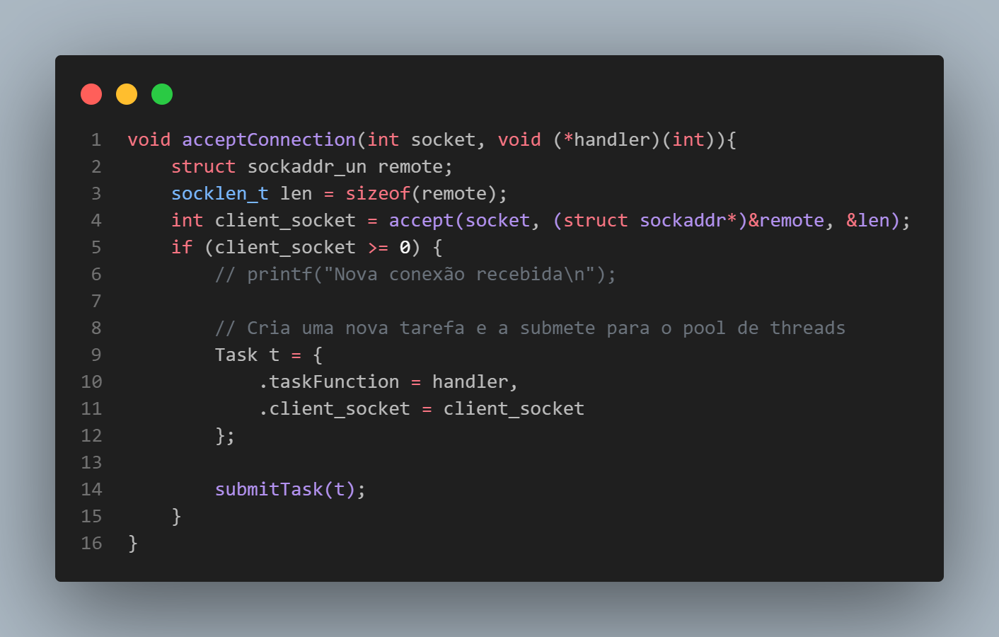 1 void acceptConnection(int socket, void (*handler)(int)){
2     struct sockaddr_un remote;
3     socklen_t len = sizeof(remote);
4     int client_socket = accept(socket, (struct sockaddr*)&remote, &len);
5     if (client_socket >= 0) {
6         // printf("Nova conexão recebida\n");
7
8         // Cria uma nova tarefa e a submete para o pool de threads
9         Task t = {
10             .taskFunction = handler,
11             .client_socket = client_socket
12         };
13
14         submitTask(t);
15     }
16 }